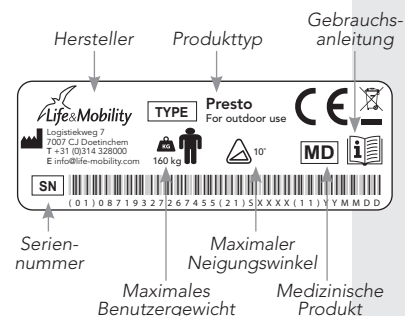 Gebrauchs-
anleitung
Hersteller
Produkttyp
Life&Mobility
TYPE
Presto
For outdoor use
CE
Logistiekweg 7
7007 CJ Doetinchem
T +31 (0)314 328000
E info@life-mobility.com
KG
160 kg
10°
MD
i
SN
(01)08719327267455(21)SXXXX(11)YYMMDD
Serien-
nummer
Maximaler
Neigungswinkel
Maximales
Benutzergewicht
Medizinische
Produkt